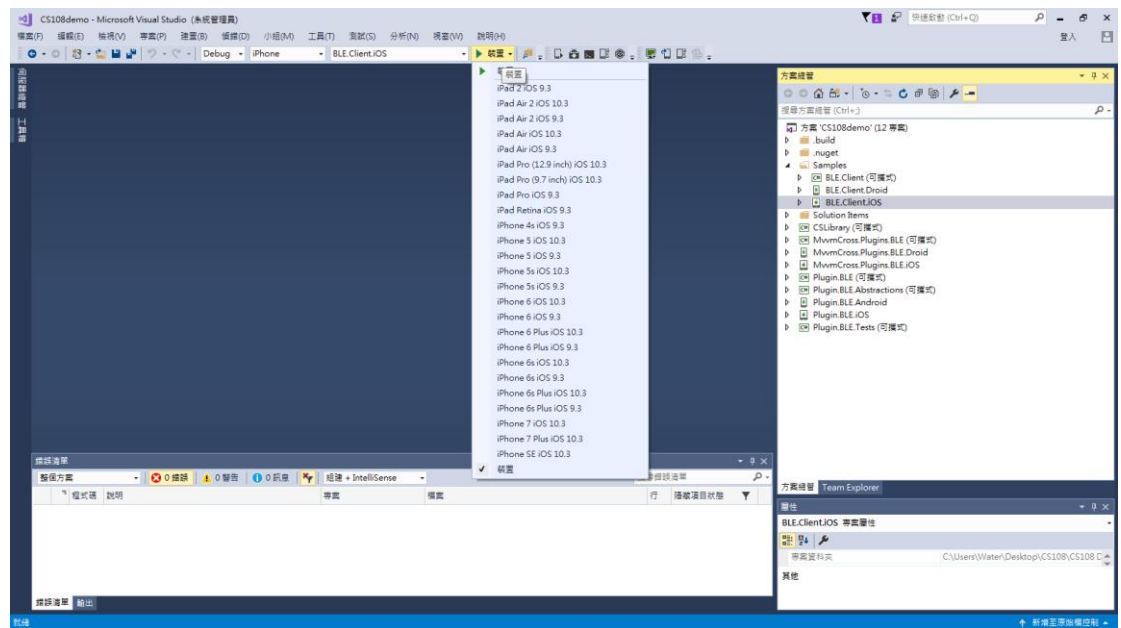 CS108demo - Microsoft Visual Studio (系統管理員)
快速啟動 (Ctrl+Q)
檔案(F) 編輯(E) 檢視(V) 專案(P) 建置(B) 偵錯(D) 小組(M) 工具(T) 測試(S) 分析(N) 視窗(W) 說明(H)
登入
Debug iPhone BLE.Client.iOS 裝置
伺服器總管
工具箱
裝置
iPad 2 iOS 9.3
iPad Air 2 iOS 10.3
iPad Air 2 iOS 9.3
iPad Air iOS 10.3
iPad Air iOS 9.3
iPad Pro (12.9 inch) iOS 10.3
iPad Pro (9.7 inch) iOS 10.3
iPad Pro iOS 9.3
iPad Retina iOS 9.3
iPhone 4s iOS 9.3
iPhone 5 iOS 10.3
iPhone 5 iOS 9.3
iPhone 5s iOS 10.3
iPhone 5s iOS 9.3
iPhone 6 iOS 10.3
iPhone 6 iOS 9.3
iPhone 6 Plus iOS 10.3
iPhone 6 Plus iOS 9.3
iPhone 6s iOS 10.3
iPhone 6s iOS 9.3
iPhone 6s Plus iOS 10.3
iPhone 6s Plus iOS 9.3
iPhone 7 iOS 10.3
iPhone 7 Plus iOS 10.3
iPhone SE iOS 10.3
裝置
方案總管
搜尋方案總管 (Ctrl+;)
方案 'CS108demo' (12 專案)
.build
.nuget
Samples
BLE.Client (可攜式)
BLE.Client.Droid
BLE.Client.iOS
Solution Items
CSLibrary (可攜式)
MvvmCross.Plugins.BLE (可攜式)
MvvmCross.Plugins.BLE.Droid
MvvmCross.Plugins.BLE.iOS
Plugin.BLE (可攜式)
Plugin.BLE.Abstractions (可攜式)
Plugin.BLE.Android
Plugin.BLE.iOS
Plugin.BLE.Tests (可攜式)
方案總管 Team Explorer
屬性
BLE.Client.iOS 專案屬性
專案資料夾 C:\Users\Water\Desktop\CS108\CS108 D
其他
錯誤清單
整個方案 0 錯誤 0 警告 0 訊息 組建 + IntelliSense 錯誤清單
程式碼 說明 專案 檔案 行 隱藏項目狀態
錯誤清單 輸出
就緒 新增至原始檔控制